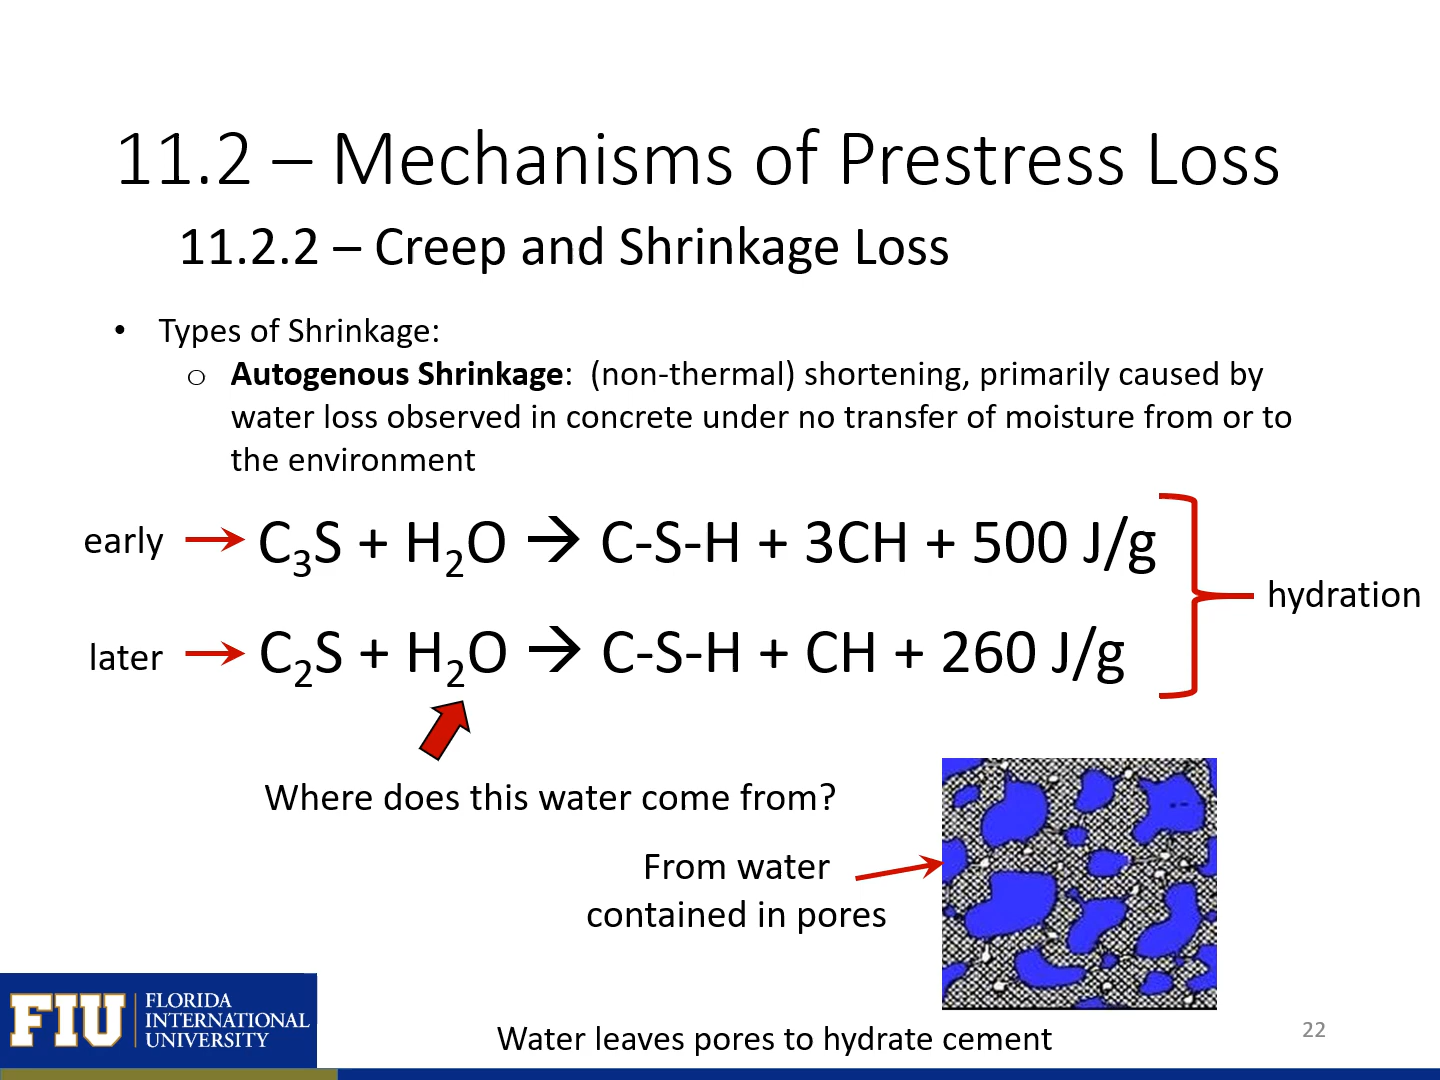 11.2 – Mechanisms of Prestress Loss
11.2.2 – Creep and Shrinkage Loss
• Types of Shrinkage:
o Autogenous Shrinkage: (non-thermal) shortening, primarily caused by
water loss observed in concrete under no transfer of moisture from or to
the environment
early → C₃S + H₂O → C-S-H + 3CH + 500 J/g
hydration
later → C₂S + H₂O → C-S-H + CH + 260 J/g
Where does this water come from?
From water
contained in pores
Water leaves pores to hydrate cement
FIU
FLORIDA
INTERNATIONAL
UNIVERSITY
22